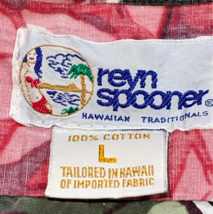 reyn
spooner®
HAWAIIAN TRADITIONALS
100% COTTON
L
TAILORED IN HAWAII
OF IMPORTED FABRIC